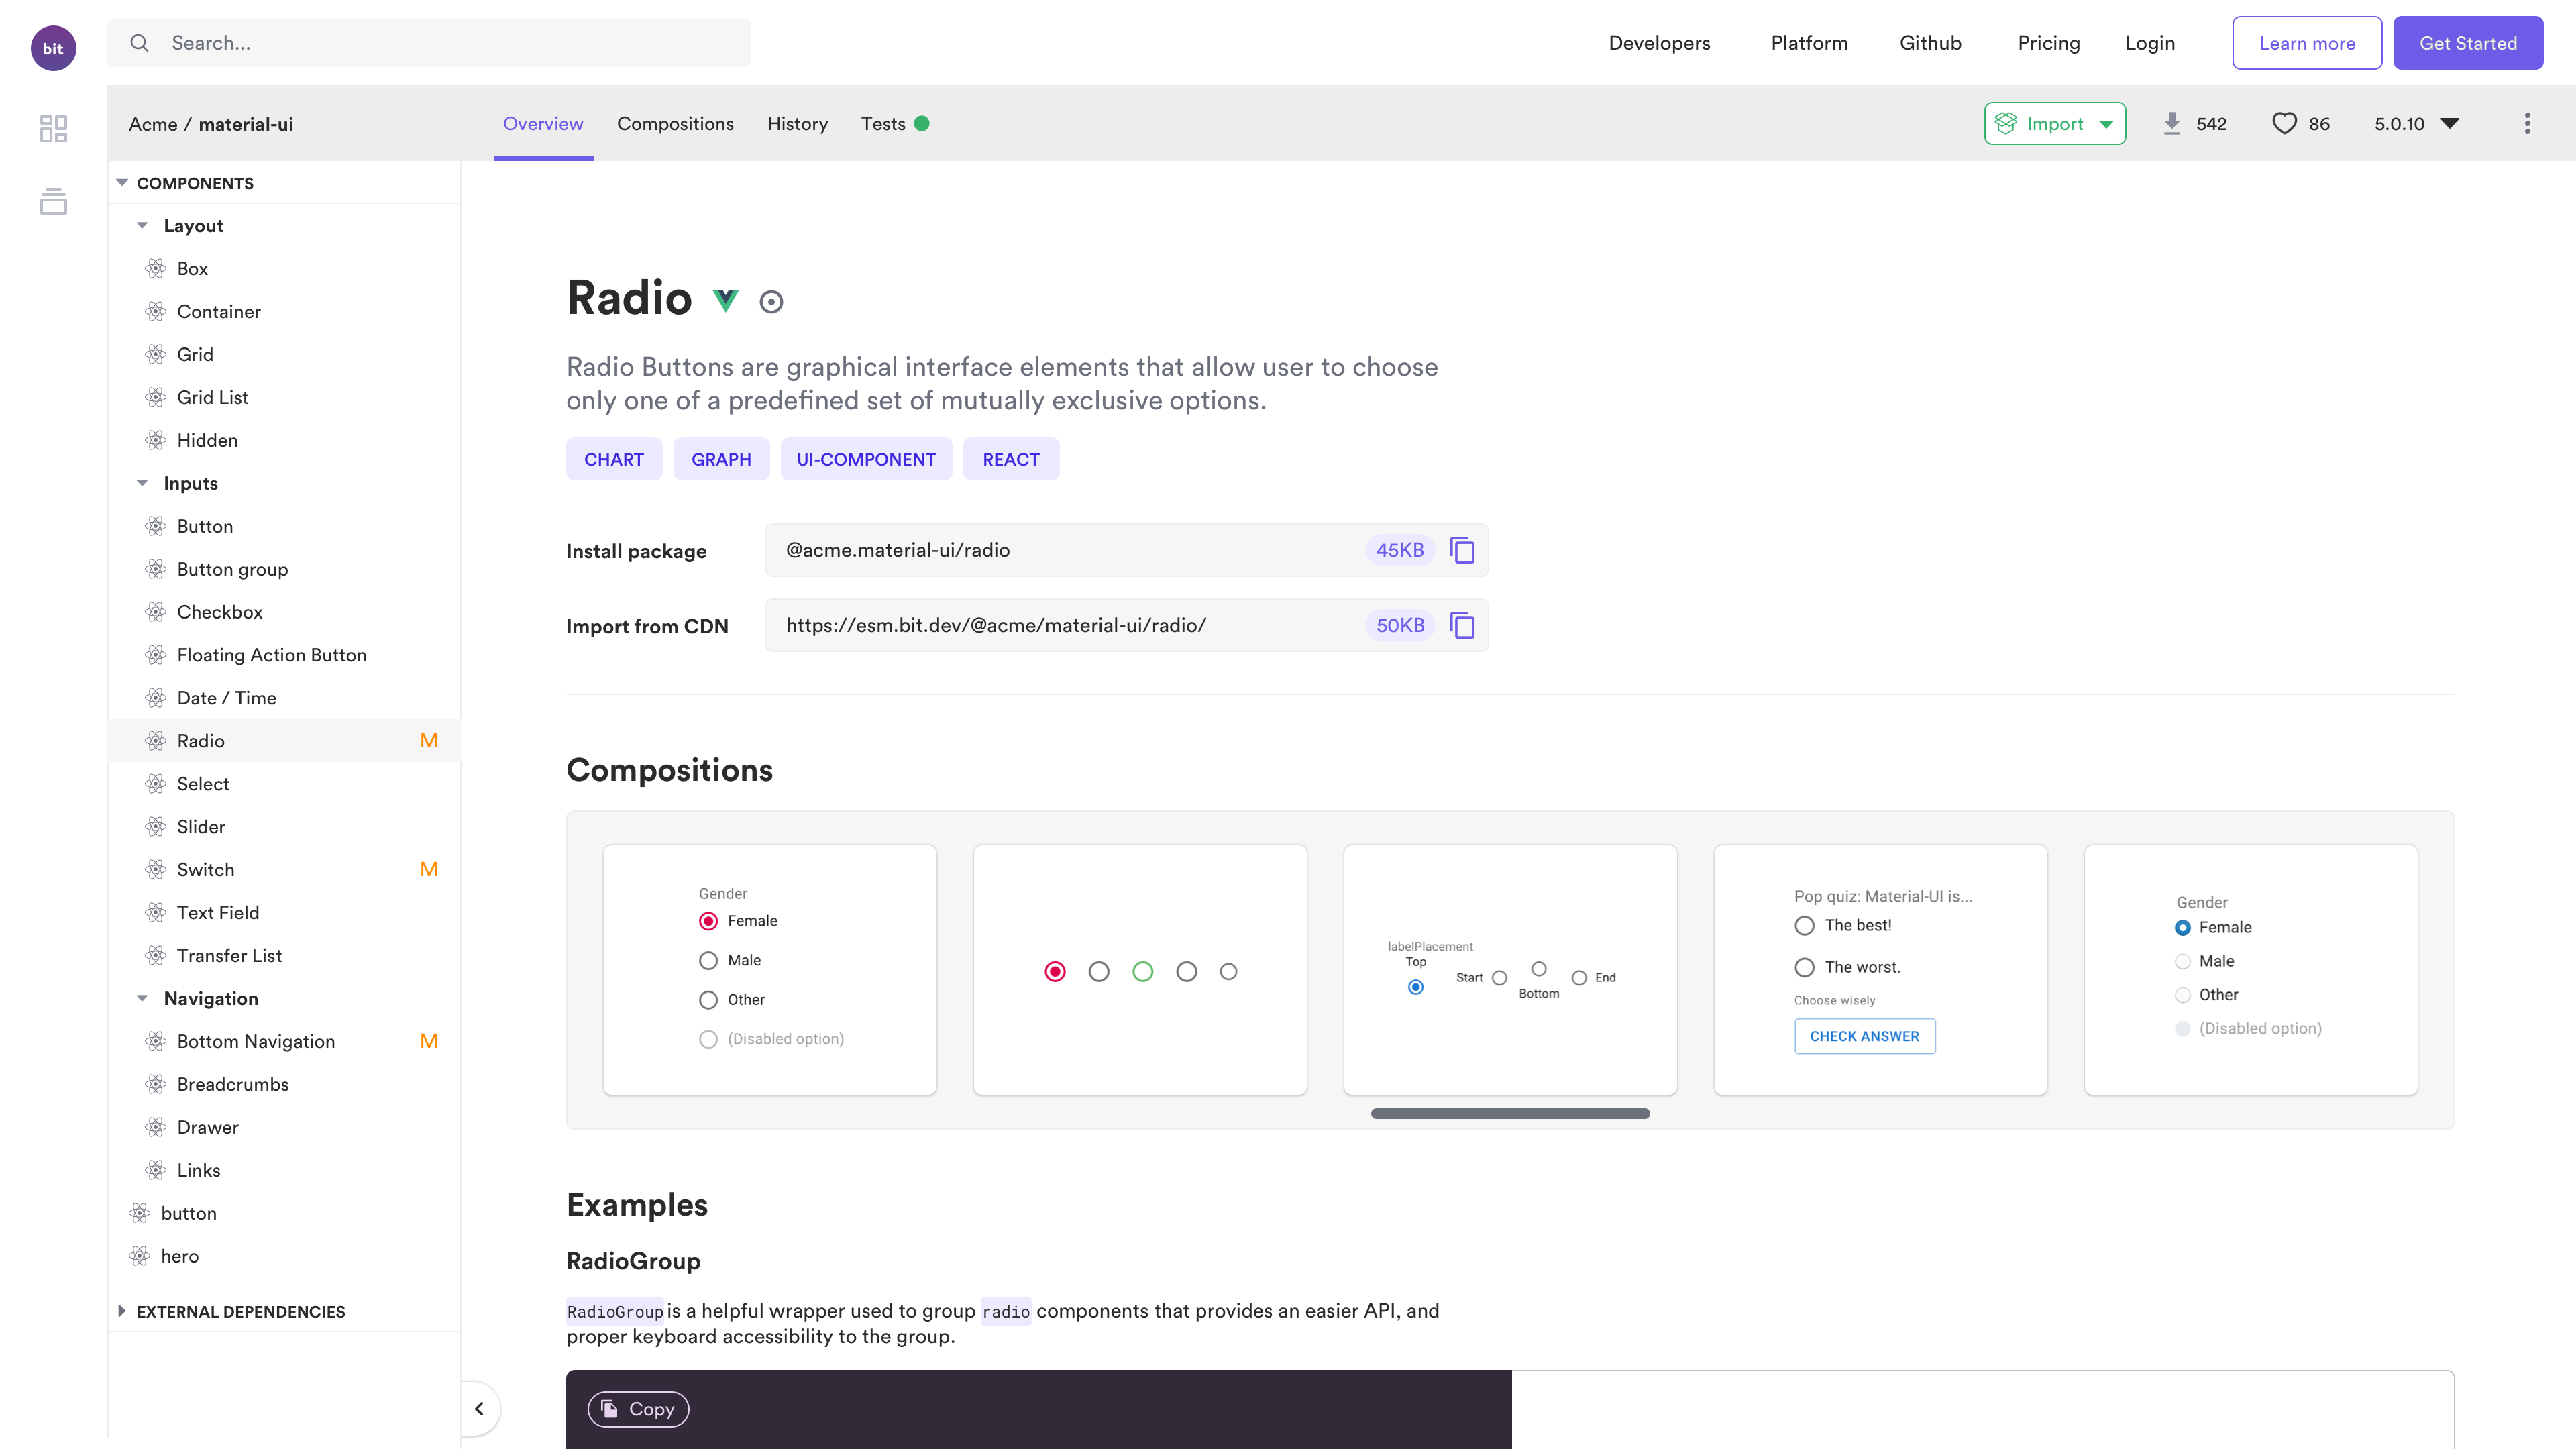 bit
Search...
Developers
Platform
Github
Pricing
Login
Learn more
Get Started
Acme / material-ui
Overview
Compositions
History
Tests
Import
542
86
5.0.10
COMPONENTS
Layout
Box
Container
Grid
Grid List
Hidden
Inputs
Button
Button group
Checkbox
Floating Action Button
Date / Time
Radio M
Select
Slider
Switch M
Text Field
Transfer List
Navigation
Bottom Navigation M
Breadcrumbs
Drawer
Links
button
hero
EXTERNAL DEPENDENCIES
Radio
Radio Buttons are graphical interface elements that allow user to choose
only one of a predefined set of mutually exclusive options.
CHART
GRAPH
UI-COMPONENT
REACT
Install package
@acme.material-ui/radio
45KB
Import from CDN
https://esm.bit.dev/@acme/material-ui/radio/
50KB
Compositions
Gender
Female
Male
Other
(Disabled option)
labelPlacement
Top
Start
Bottom
End
Pop quiz: Material-UI is...
The best!
The worst.
Choose wisely
CHECK ANSWER
Gender
Female
Male
Other
(Disabled option)
Examples
RadioGroup
RadioGroup is a helpful wrapper used to group radio components that provides an easier API, and
proper keyboard accessibility to the group.
Copy